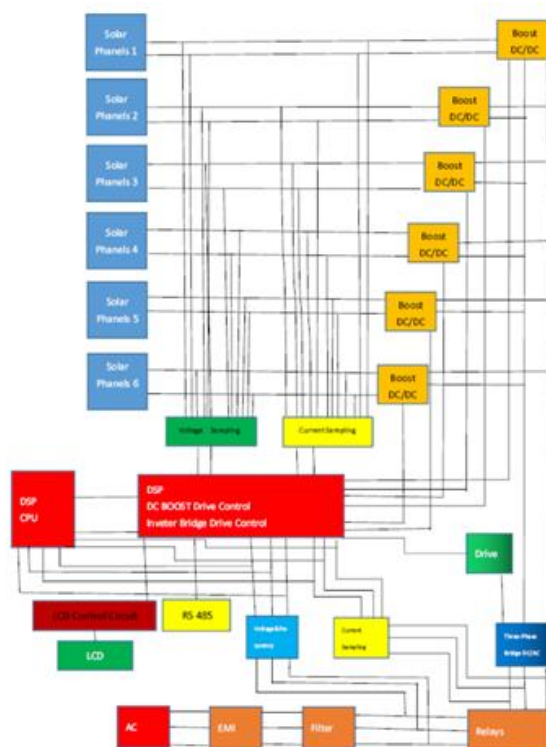 Solar
Phanels 1
Boost
DC/DC
Solar
Phanels 2
Boost
DC/DC
Solar
Phanels 3
Boost
DC/DC
Solar
Phanels 4
Boost
DC/DC
Solar
Phanels 5
Boost
DC/DC
Solar
Phanels 6
Boost
DC/DC
Voltage Sampling
Current Sampling
DSP
CPU
DSP
DC BOOST Drive Control
Inveter Bridge Drive Control
Drive
LCD Control Circuit
RS 485
Current
Sampling
Three-Phase
Bridge DC/AC
LCD
AC
EMI
Filter
Relays